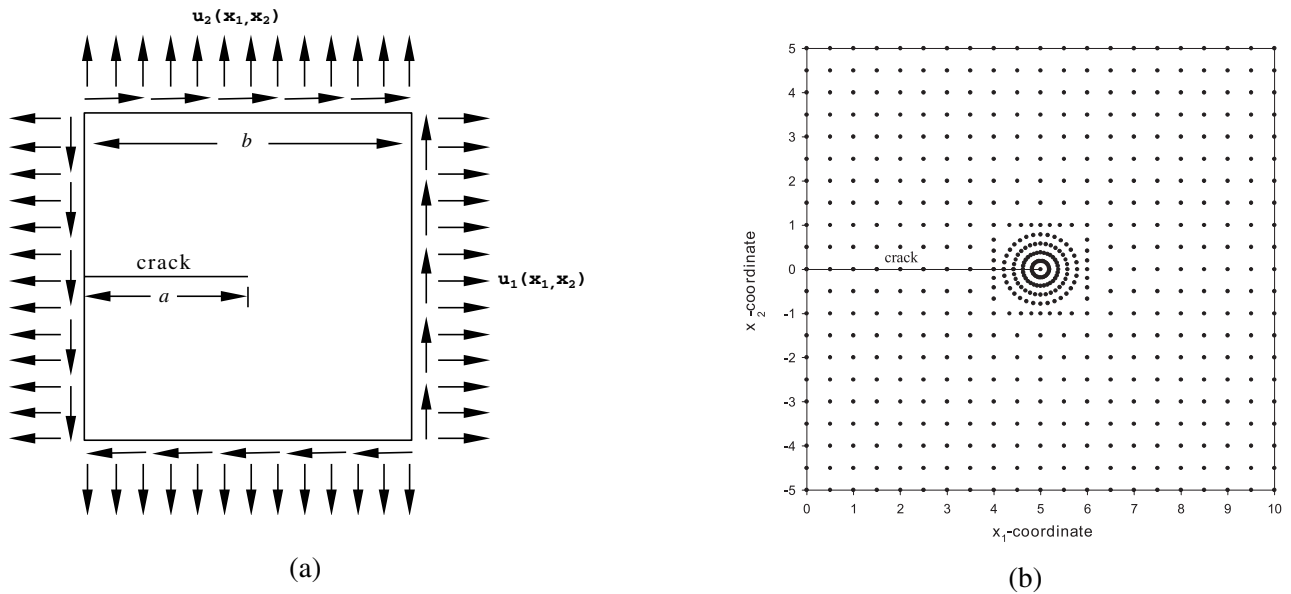 u₂(x₁,x₂)
b
crack
a
u₁(x₁,x₂)
(a)
5
4
3
2
1
0
-1
-2
-3
-4
-5
x₂-coordinate
crack
0 1 2 3 4 5 6 7 8 9 10
x₁-coordinate
(b)